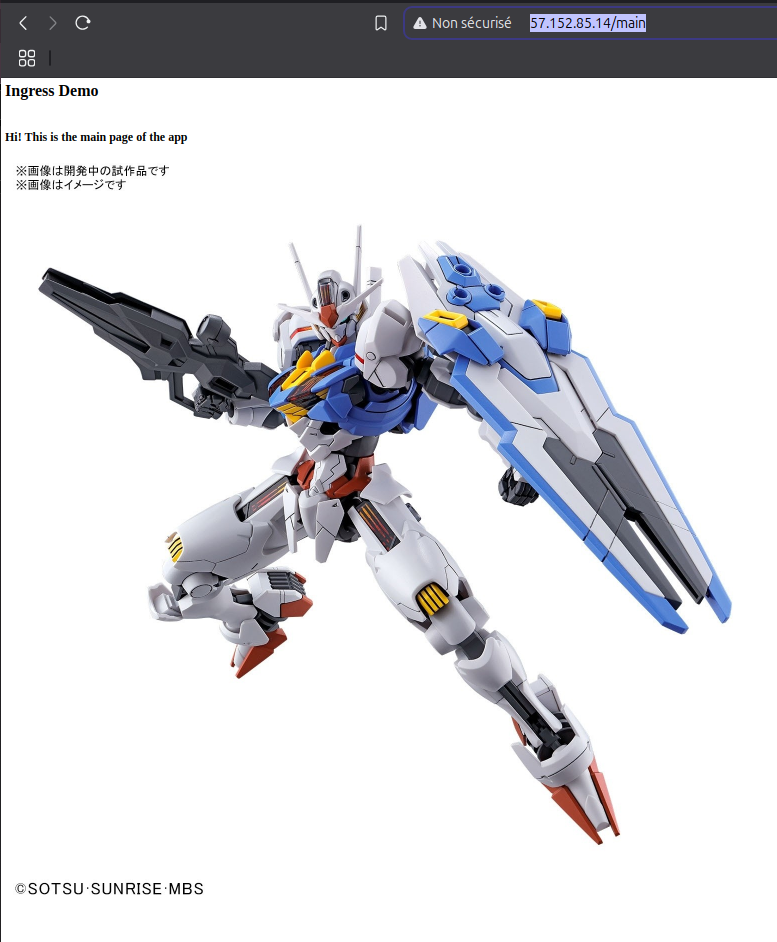 Non sécurisé 57.152.85.14/main
Ingress Demo
Hi! This is the main page of the app
※画像は開発中の試作品です
※画像はイメージです
©SOTSU·SUNRISE·MBS